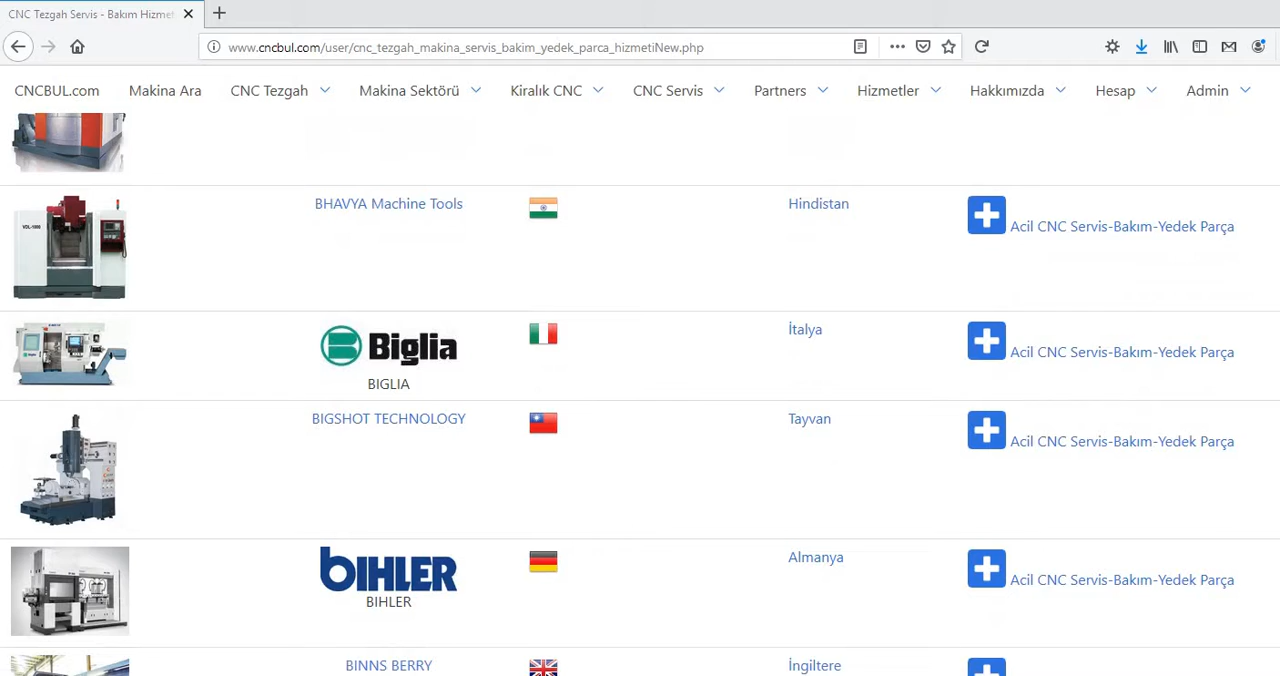 CNC Tezgah Servis - Bakım Hizmet
www.cncbul.com/user/cnc_tezgah_makina_servis_bakim_yedek_parca_hizmetiNew.php
CNCBUL.com Makina Ara CNC Tezgah Makina Sektörü Kiralık CNC CNC Servis Partners Hizmetler Hakkımızda Hesap Admin
BHAVYA Machine Tools Hindistan Acil CNC Servis-Bakım-Yedek Parça
VDL-1000
Biglia
BIGLIA İtalya Acil CNC Servis-Bakım-Yedek Parça
BIGSHOT TECHNOLOGY Tayvan Acil CNC Servis-Bakım-Yedek Parça
BIHLER
BIHLER Almanya Acil CNC Servis-Bakım-Yedek Parça
BINNS BERRY İngiltere